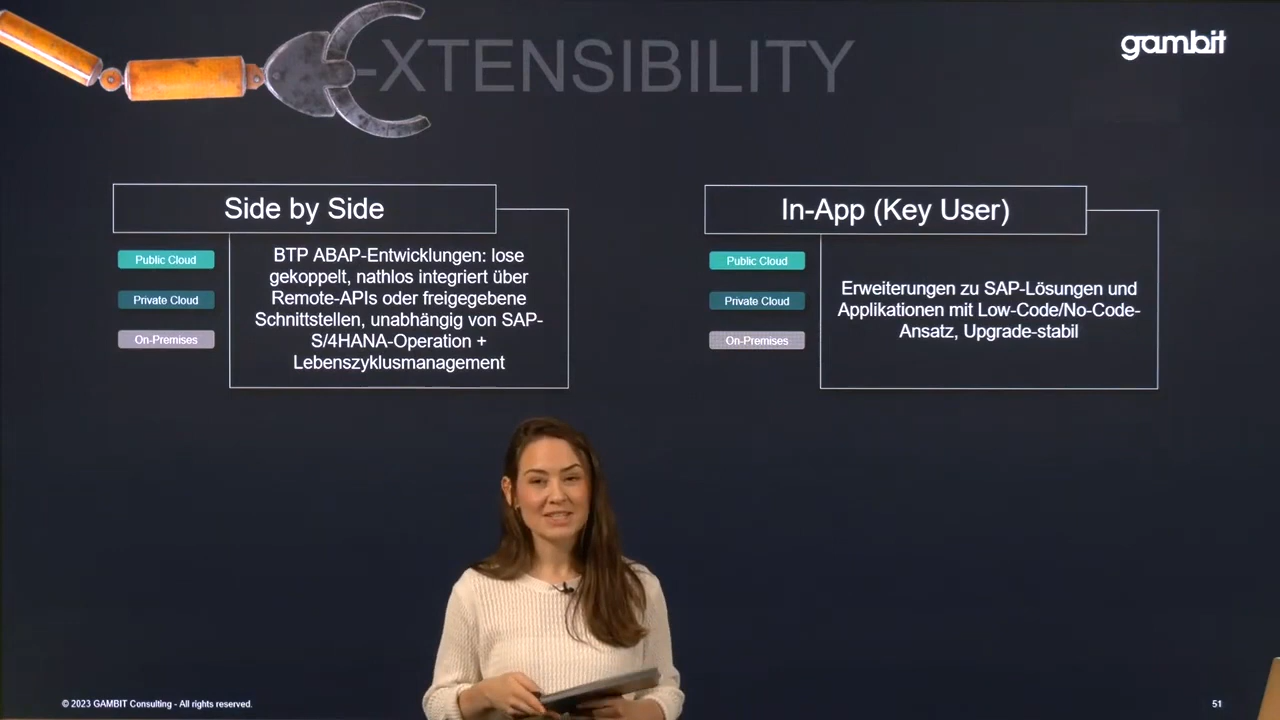 -XTENSIBILITY
gambit
Side by Side
Public Cloud
Private Cloud
On-Premises
BTP ABAP-Entwicklungen: lose
gekoppelt, nathlos integriert über
Remote-APIs oder freigegebene
Schnittstellen, unabhängig von SAP-
S/4HANA-Operation +
Lebenszyklusmanagement
In-App (Key User)
Public Cloud
Private Cloud
On-Premises
Erweiterungen zu SAP-Lösungen und
Applikationen mit Low-Code/No-Code-
Ansatz, Upgrade-stabil
© 2023 GAMBIT Consulting - All rights reserved.
51